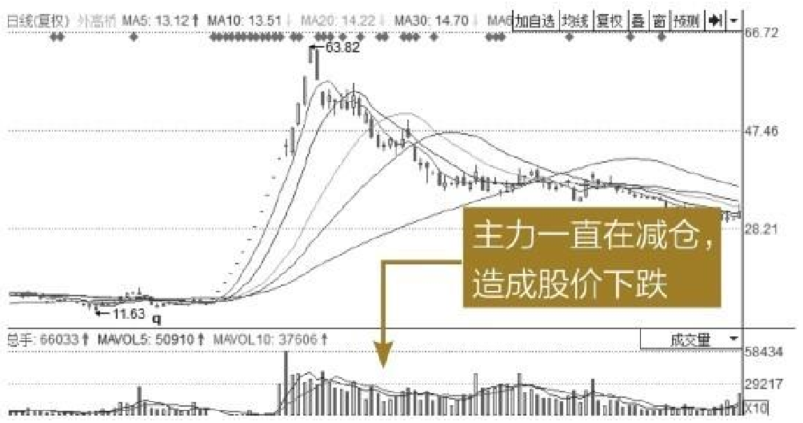 日线(复权) 外高桥 MA5: 13.12↑ MA10: 13.51↓ MA20: 14.22↓ MA30: 14.70↓ MA6 加自选 均线 复权 叠 窗 预测
66.72
63.82
47.46
28.21
主力一直在减仓，
造成股价下跌
11.63 q
总手: 66033↑ MAVOL5: 50910↑ MAVOL10: 37606↑ 成交量
58434
29217
X10